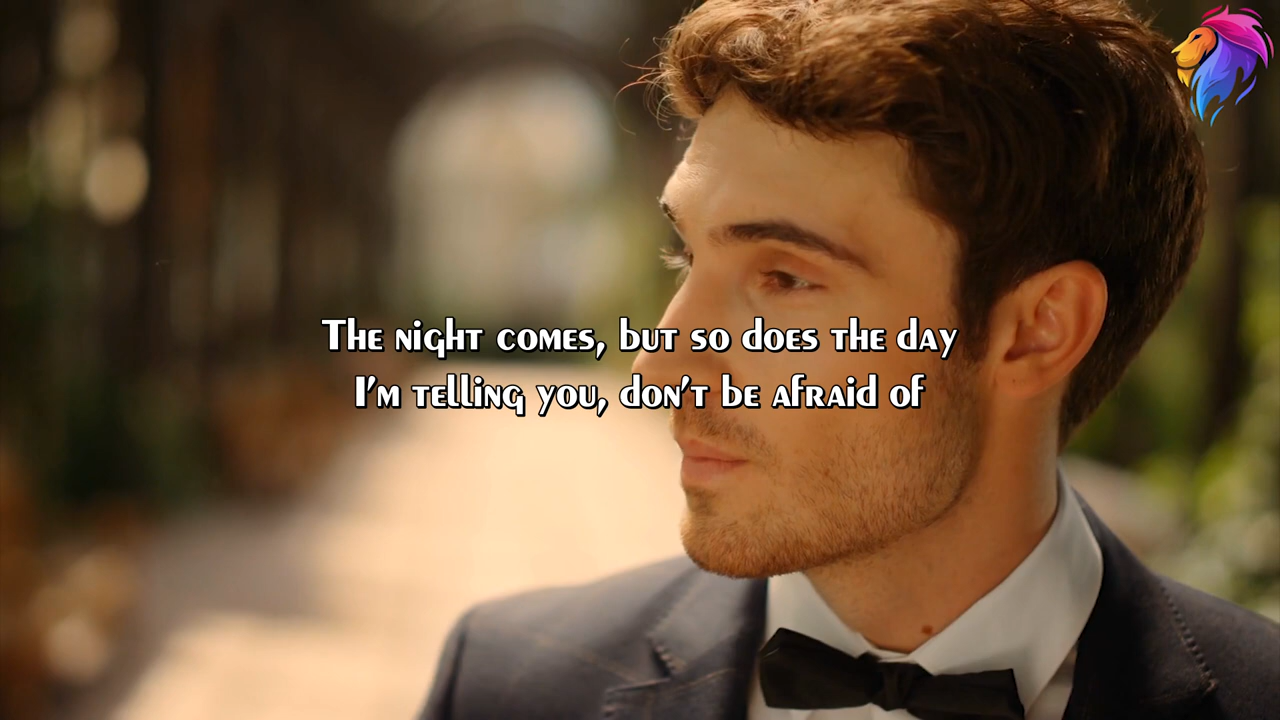 The night comes, but so does the day
I'm telling you, don't be afraid of